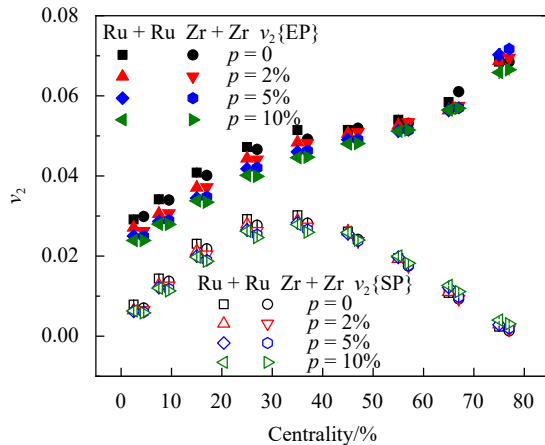 Ru + Ru Zr + Zr v₂{EP}
p = 0
p = 2%
p = 5%
p = 10%
0.08
0.06
0.04
0.02
0.00
v₂
Ru + Ru Zr + Zr v₂{SP}
p = 0
p = 2%
p = 5%
p = 10%
0 10 20 30 40 50 60 70 80
Centrality/%